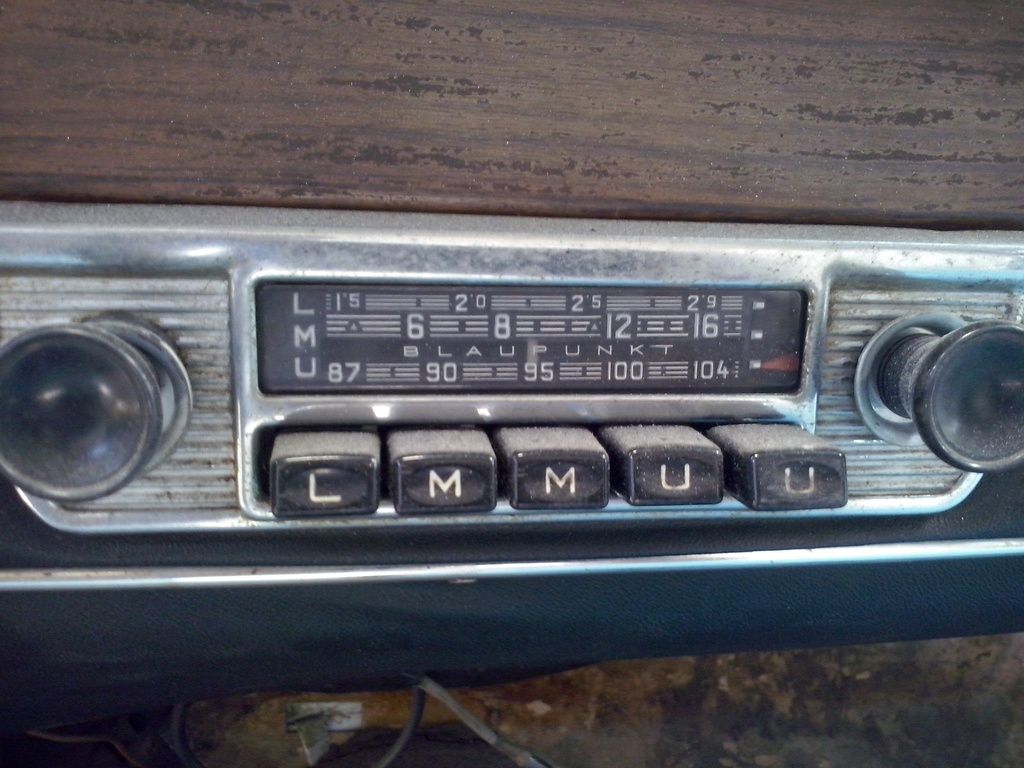 L 1'5 2'0 2'5 2'9
M 6 8 12 16
BLAUPUNKT
U 87 90 95 100 104
L M M U U